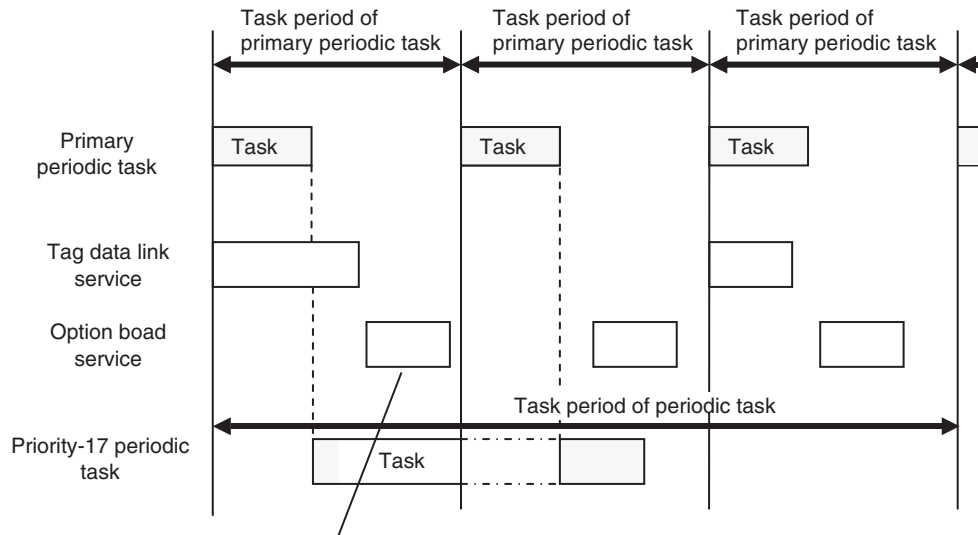 Task period of
primary periodic task
Task period of
primary periodic task
Task period of
primary periodic task
Primary
periodic task
Task
Task
Task
Tag data link
service
Option boad
service
Task period of periodic task
Priority-17 periodic
task
Task